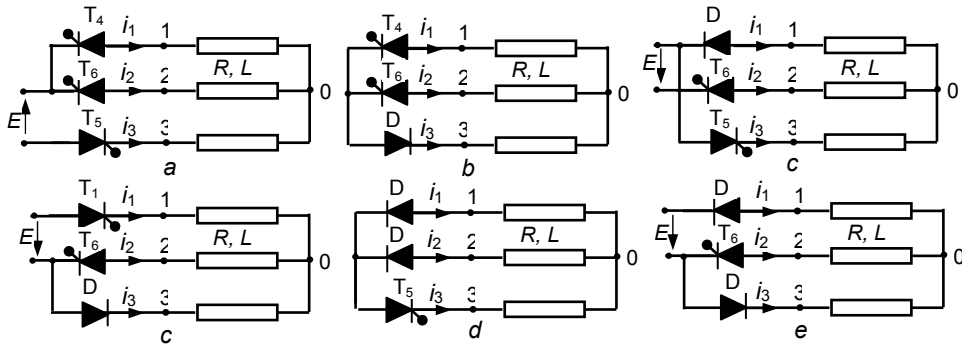 T4 i1 1
T6 i2 2 R, L 0
E T5 i3 3
a
T4 i1 1
T6 i2 2 R, L 0
D i3 3
b
D i1 1
E T6 i2 2 R, L 0
T5 i3 3
c
T1 i1 1
E T6 i2 2 R, L 0
D i3 3
c
D i1 1
D i2 2 R, L 0
T5 i3 3
d
D i1 1
E T6 i2 2 R, L 0
D i3 3
e